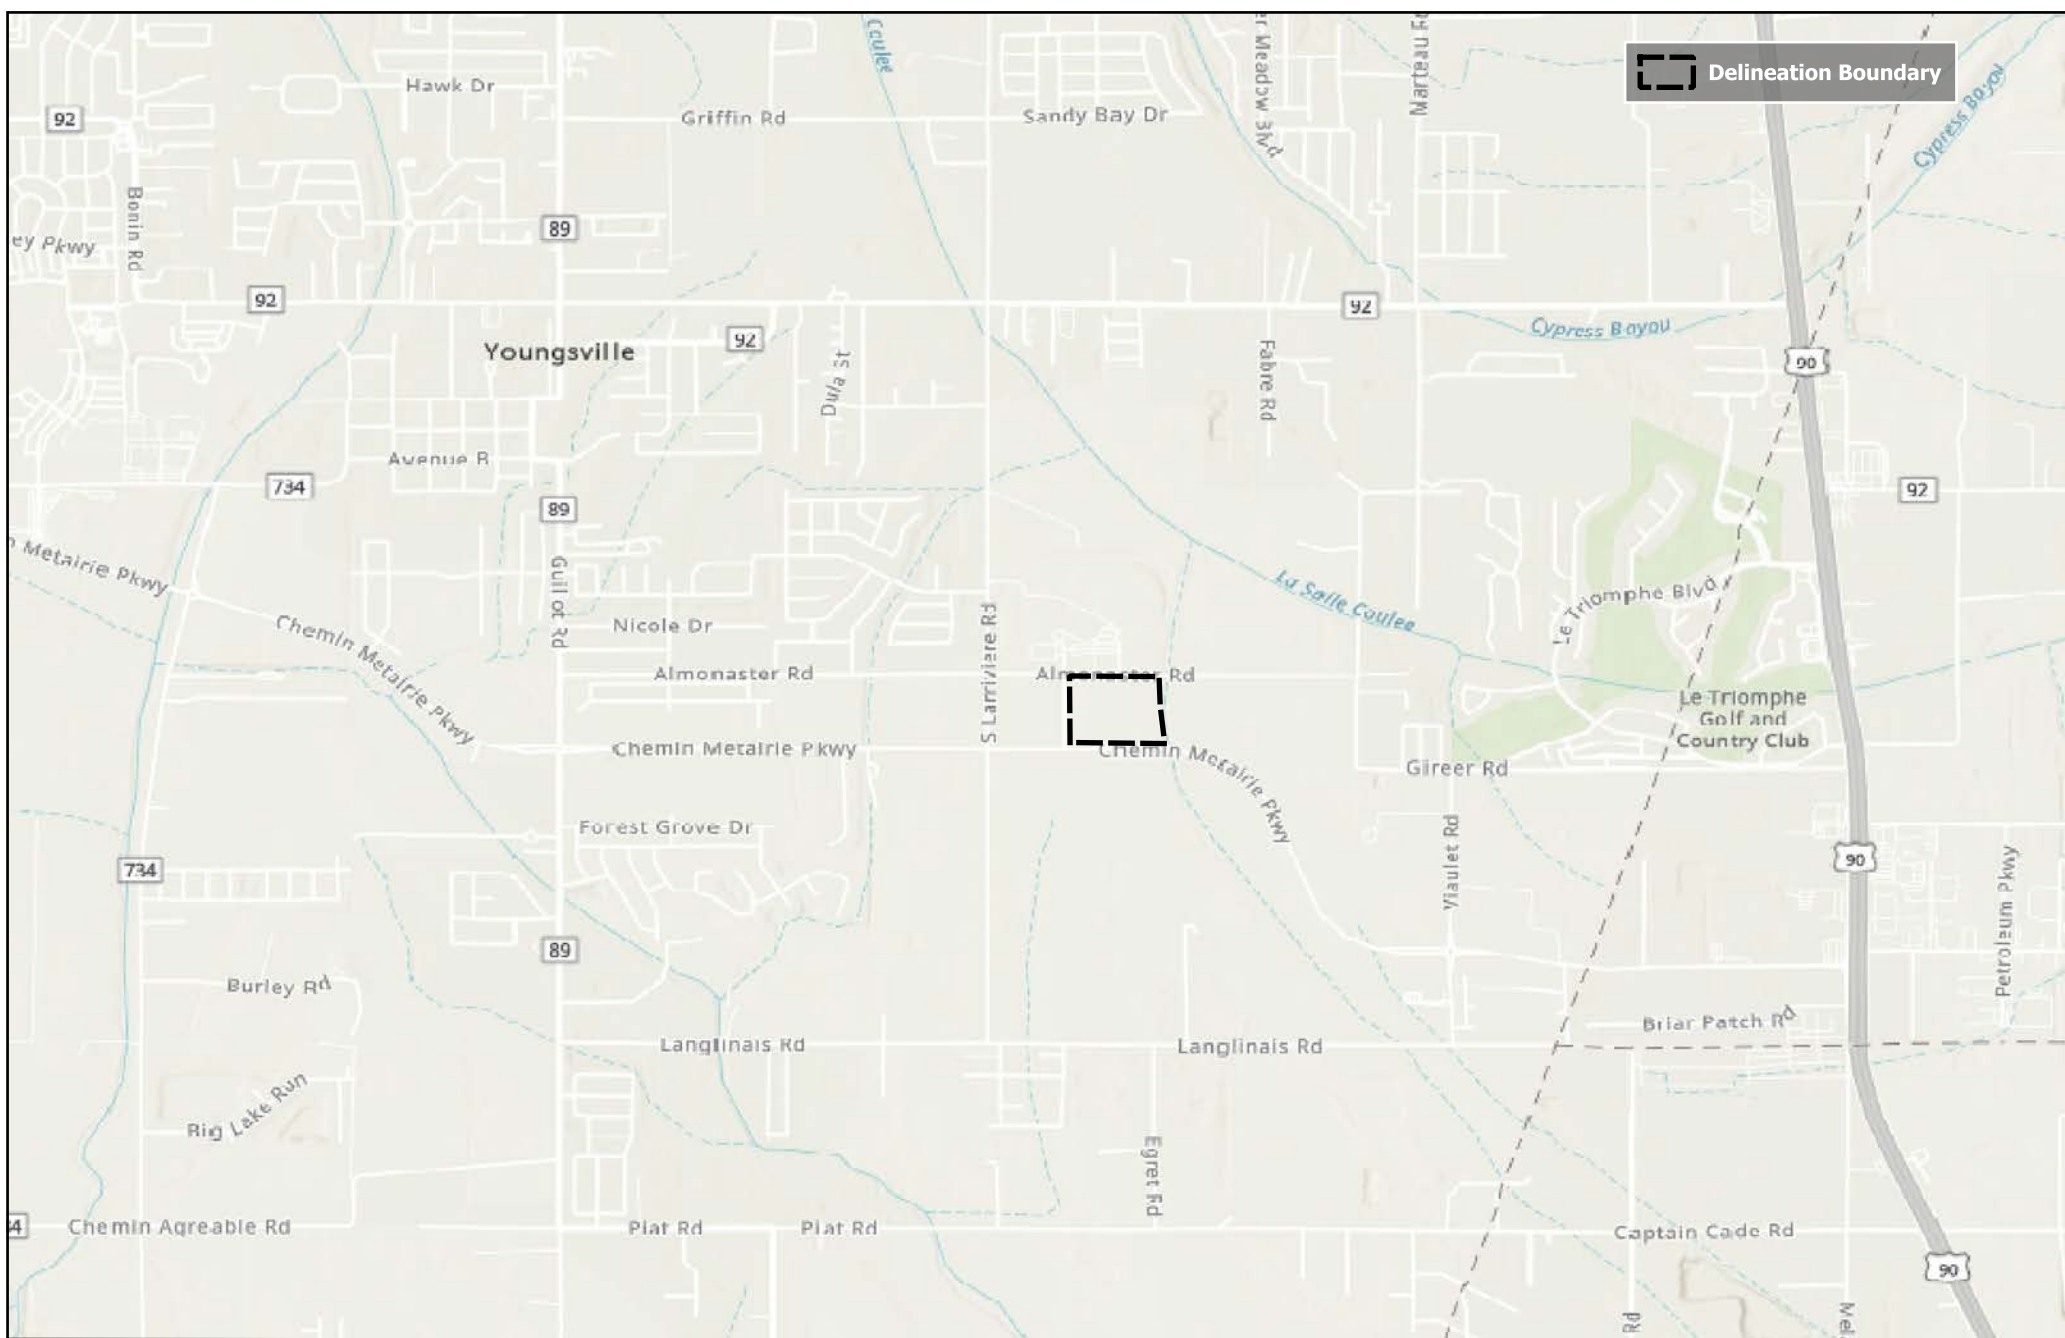 Coulee
er Meadow Blvd
Marteau R
Delineation Boundary
Hawk Dr
92
Griffin Rd
Sandy Bay Dr
Cypress Bayou
Bonin Rd
89
ey Pkwy
92
92
Cypress Bayou
92
Youngsville
90
Dula St
Fabre Rd
Avenue B
734
92
89
n Metairie Pkwy
Guillot Rd
La Salle Coulee
Le Triomphe Blvd
Chemin Metairie Pkwy
Nicole Dr
S Larriviere Rd
Almonaster Rd
Almonaster Rd
Le Triomphe
Golf and
Country Club
Chemin Metairie Pkwy
Chemin Metairie Pkwy
Gireer Rd
Forest Grove Dr
Viaulet Rd
734
90
Petroleum Pkwy
89
Burley Rd
Briar Patch Rd
Langlinais Rd
Langlinais Rd
Big Lake Run
Egret Rd
4
Chemin Agreable Rd
Plat Rd
Plat Rd
Captain Cade Rd
90
Rd
Mel